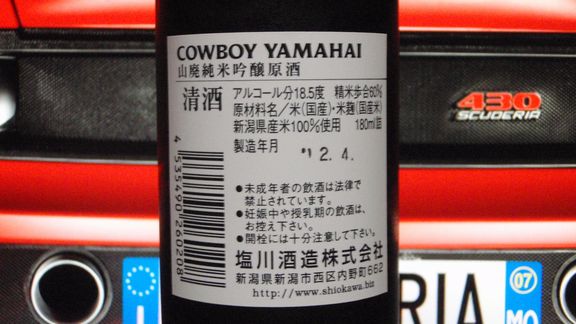 COWBOY YAMAHAI
山廃純米吟醸原酒
清酒
アルコール分18.5度 精米歩合60%
原材料名／米(国産)・米麹(国産米)
新潟県産米100%使用 180ml詰
製造年月
12.4.
●未成年者の飲酒は法律で
禁止されています。
●妊娠中や授乳期の飲酒は、
お控え下さい。
●開栓には十分注意して下さい。
塩川酒造株式会社
新潟県新潟市西区内野町662
http://www.shiokawa.biz
4 535490 260208
430
SCUDERIA
I
RIA
07
MO